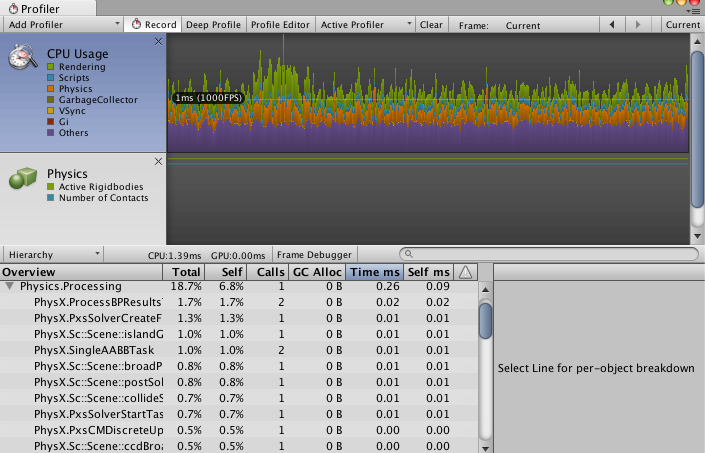 Profiler
Add Profiler Record Deep Profile Profile Editor Active Profiler Clear Frame: Current Current
CPU Usage
Rendering
Scripts
Physics
GarbageCollector
VSync
Gi
Others
1ms (1000FPS)
Physics
Active Rigidbodies
Number of Contacts
Hierarchy CPU:1.39ms GPU:0.00ms Frame Debugger
Overview Total Self Calls GC Alloc Time ms Self ms
Physics.Processing 18.7% 6.8% 1 0 B 0.26 0.09
PhysX.ProcessBPResults 1.7% 1.7% 2 0 B 0.02 0.02
PhysX.PxsSolverCreateF 1.3% 1.3% 1 0 B 0.01 0.01
PhysX.Sc::Scene::islandG 1.0% 1.0% 1 0 B 0.01 0.01
PhysX.SingleAABBTask 1.0% 1.0% 2 0 B 0.01 0.01
PhysX.Sc::Scene::broadP 0.8% 0.8% 1 0 B 0.01 0.01
PhysX.Sc::Scene::postSol 0.8% 0.8% 1 0 B 0.01 0.01
PhysX.Sc::Scene::collideS 0.7% 0.7% 1 0 B 0.01 0.01
PhysX.PxsSolverStartTas 0.7% 0.7% 1 0 B 0.01 0.01
PhysX.PxsCMDiscreteUp 0.5% 0.5% 1 0 B 0.00 0.00
PhysX.Sc::Scene::ccdBro 0.5% 0.5% 1 0 B 0.00 0.00
Select Line for per-object breakdown